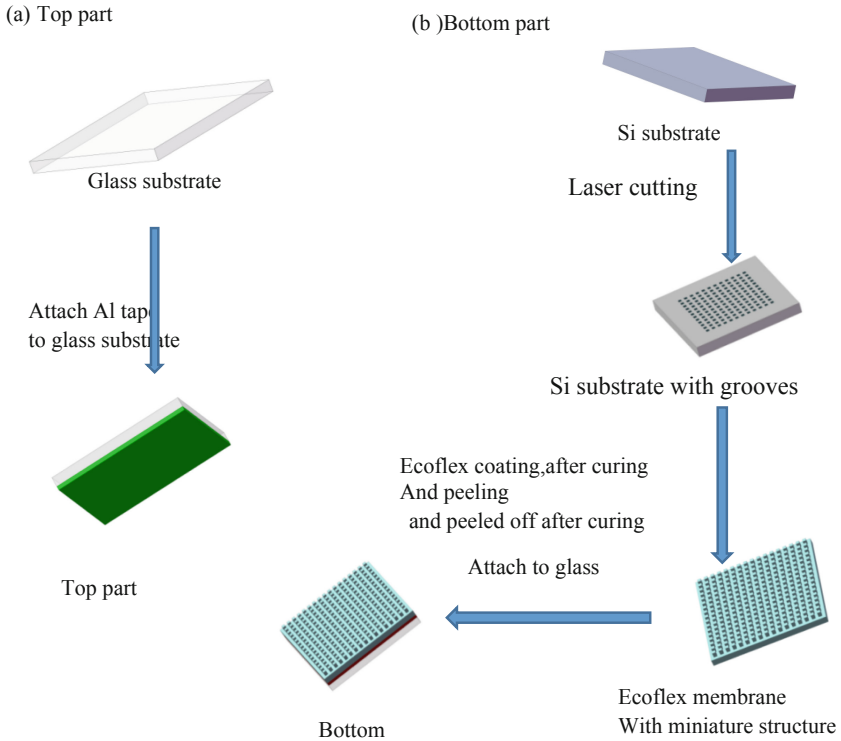 (a) Top part
Glass substrate
Attach Al tape
to glass substrate
Top part
(b )Bottom part
Si substrate
Laser cutting
Si substrate with grooves
Ecoflex coating,after curing
And peeling
and peeled off after curing
Attach to glass
Ecoflex membrane
With miniature structure
Bottom